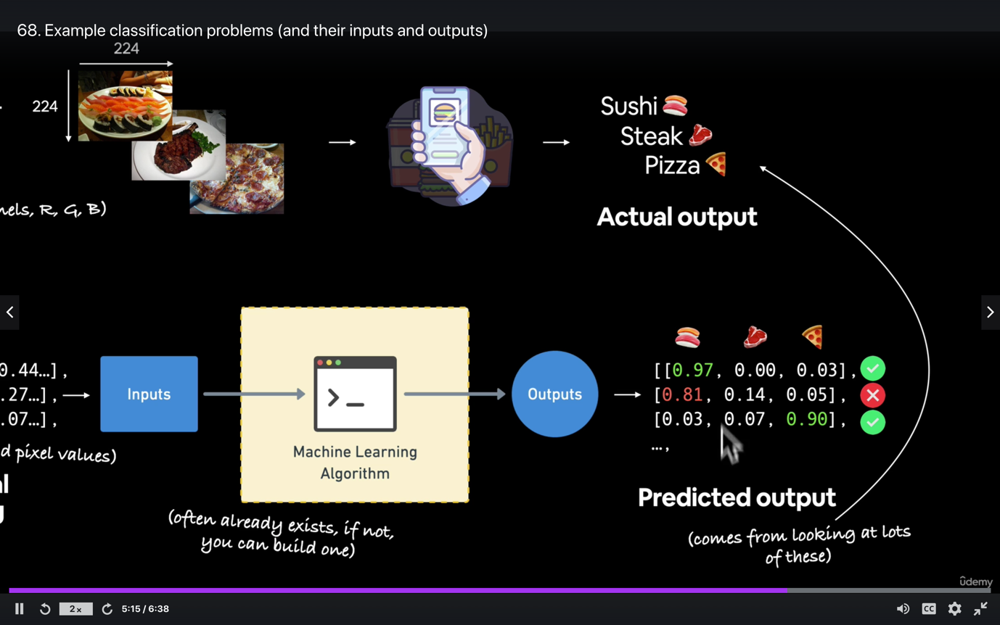 68. Example classification problems (and their inputs and outputs)
224
224
Sushi
Steak
Pizza
nels, R, G, B)
Actual output
0.44...],
.27...],
.07...],
d pixel values)
Inputs
Machine Learning
Algorithm
(often already exists, if not,
you can build one)
Outputs
[[0.97, 0.00, 0.03],
[0.81, 0.14, 0.05],
[0.03, 0.07, 0.90],
...,
Predicted output
(comes from looking at lots
of these)
ûdemy
2x
5:15 / 6:38
CC